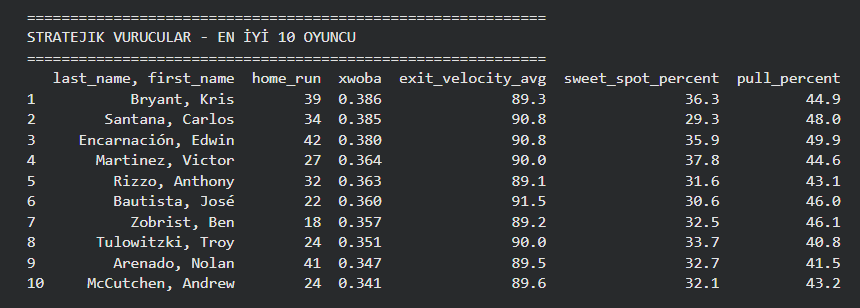 ============================================================
STRATEJIK VURUCULAR - EN İYİ 10 OYUNCU
============================================================
last_name, first_name home_run xwoba exit_velocity_avg sweet_spot_percent pull_percent
1 Bryant, Kris 39 0.386 89.3 36.3 44.9
2 Santana, Carlos 34 0.385 90.8 29.3 48.0
3 Encarnación, Edwin 42 0.380 90.8 35.9 49.9
4 Martinez, Victor 27 0.364 90.0 37.8 44.6
5 Rizzo, Anthony 32 0.363 89.1 31.6 43.1
6 Bautista, José 22 0.360 91.5 30.6 46.0
7 Zobrist, Ben 18 0.357 89.2 32.5 46.1
8 Tulowitzki, Troy 24 0.351 90.0 33.7 40.8
9 Arenado, Nolan 41 0.347 89.5 32.7 41.5
10 McCutchen, Andrew 24 0.341 89.6 32.1 43.2